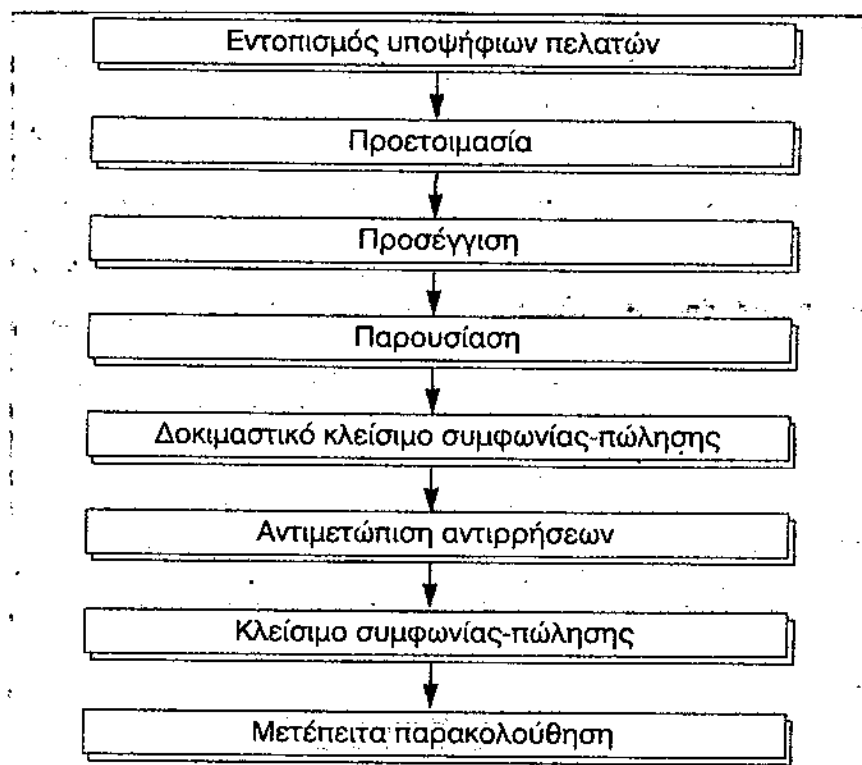 Εντοπισμός υποψήφιων πελατών
Προετοιμασία
Προσέγγιση
Παρουσίαση
Δοκιμαστικό κλείσιμο συμφωνίας-πώλησης
Αντιμετώπιση αντιρρήσεων
Κλείσιμο συμφωνίας-πώλησης
Μετέπειτα παρακολούθηση